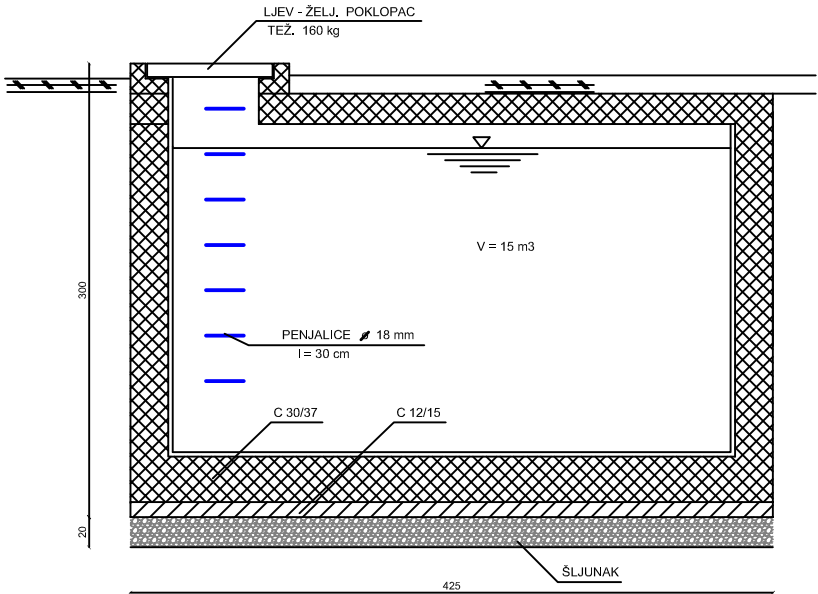 LJEV - ŽELJ. POKLOPAC
TEŽ. 160 kg
V = 15 m3
300
PENJALICE ø 18 mm
l = 30 cm
C 30/37
C 12/15
20
ŠLJUNAK
425